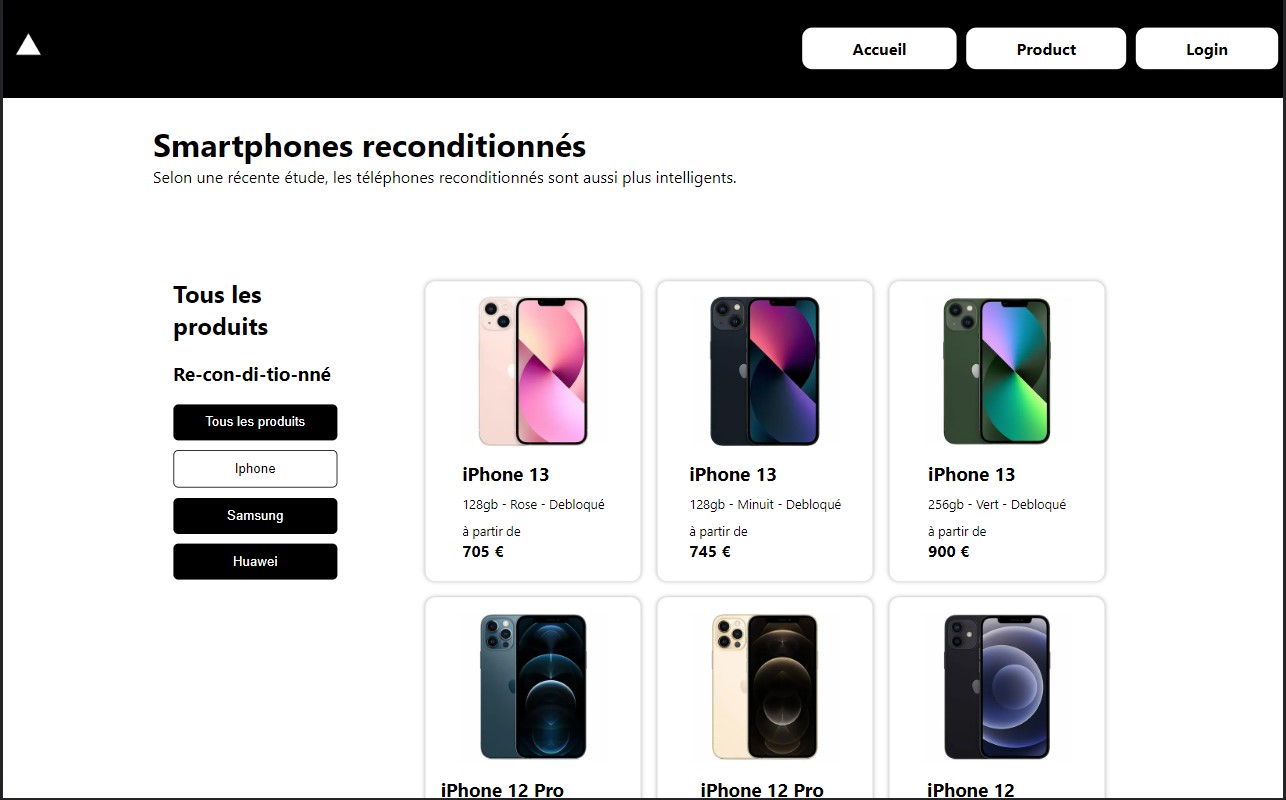 Accueil Product Login
Smartphones reconditionnés
Selon une récente étude, les téléphones reconditionnés sont aussi plus intelligents.
Tous les
produits
Re-con-di-tio-nné
Tous les produits
Iphone
Samsung
Huawei
iPhone 13
128gb - Rose - Debloqué
à partir de
705 €
iPhone 13
128gb - Minuit - Debloqué
à partir de
745 €
iPhone 13
256gb - Vert - Debloqué
à partir de
900 €
iPhone 12 Pro
iPhone 12 Pro
iPhone 12